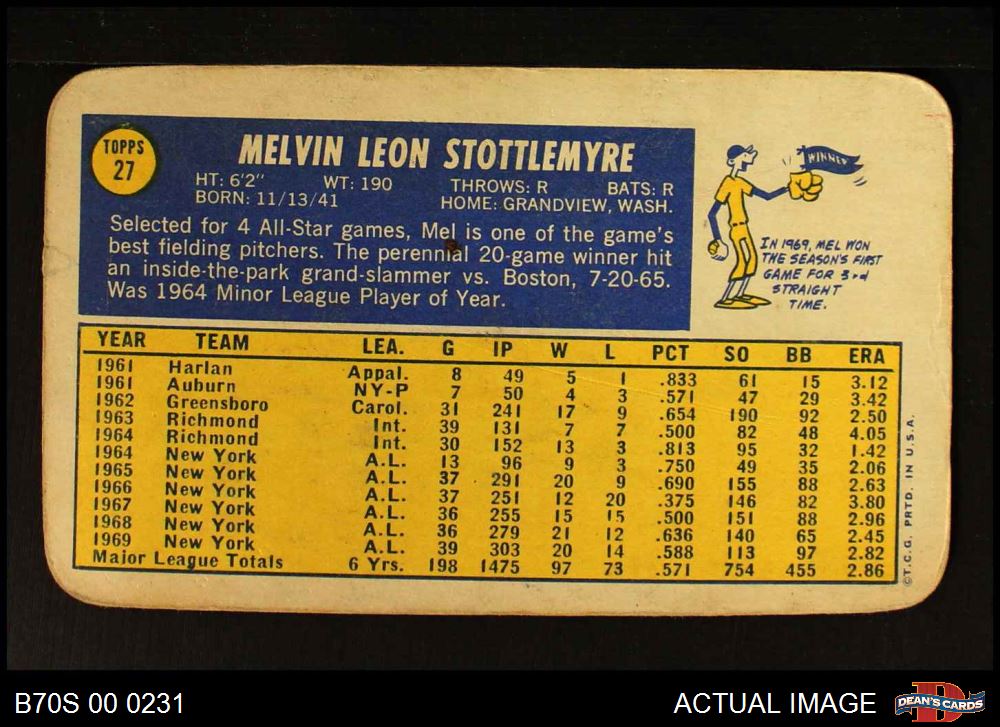 TOPPS
27
MELVIN LEON STOTTLEMYRE
HT: 6'2" WT: 190 THROWS: R BATS: R
BORN: 11/13/41 HOME: GRANDVIEW, WASH.
Selected for 4 All-Star games, Mel is one of the game's
best fielding pitchers. The perennial 20-game winner hit
an inside-the-park grand-slammer vs. Boston, 7-20-65.
Was 1964 Minor League Player of Year.
WINNER
IN 1969, MEL WON
THE SEASON'S FIRST
GAME FOR 3rd
STRAIGHT
TIME.
YEAR TEAM LEA. G IP W L PCT SO BB ERA
1961 Harlan Appal. 8 49 5 1 .833 61 15 3.12
1961 Auburn NY-P 7 50 4 3 .571 47 29 3.42
1962 Greensboro Carol. 31 241 17 9 .654 190 92 2.50
1963 Richmond Int. 39 131 7 7 .500 82 48 4.05
1964 Richmond Int. 30 152 13 3 .813 95 32 1.42
1964 New York A.L. 13 96 9 3 .750 49 35 2.06
1965 New York A.L. 37 291 20 9 .690 155 88 2.63
1966 New York A.L. 37 251 12 20 .375 146 82 3.80
1967 New York A.L. 36 255 15 15 .500 151 88 2.96
1968 New York A.L. 36 279 21 12 .636 140 65 2.45
1969 New York A.L. 39 303 20 14 .588 113 97 2.82
Major League Totals 6 Yrs. 198 1475 97 73 .571 754 455 2.86
©T.C.G. PRTD. IN U.S.A.
B70S 00 0231 ACTUAL IMAGE
D
DEAN'S CARDS